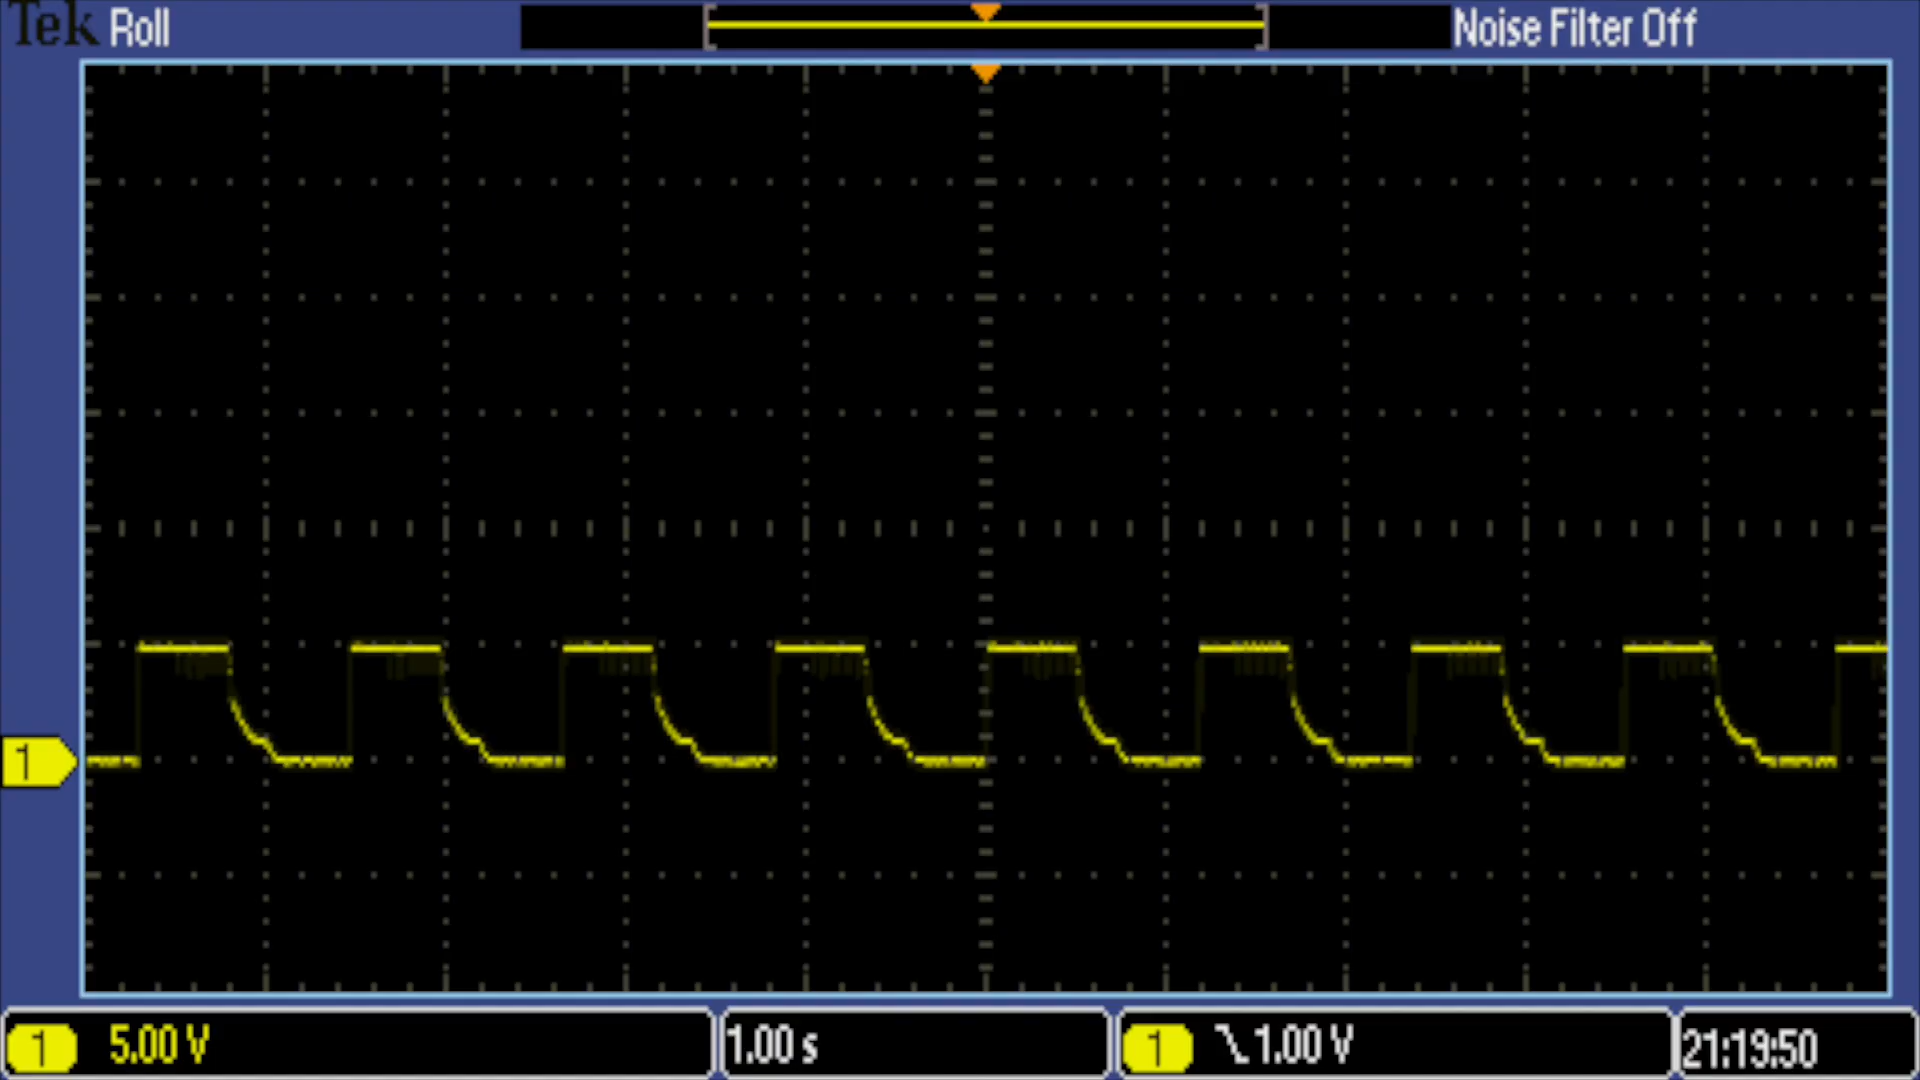 Tek Roll
Noise Filter Off
1
1 5.00 V
1.00 s
1 1.00 V
21:19:50